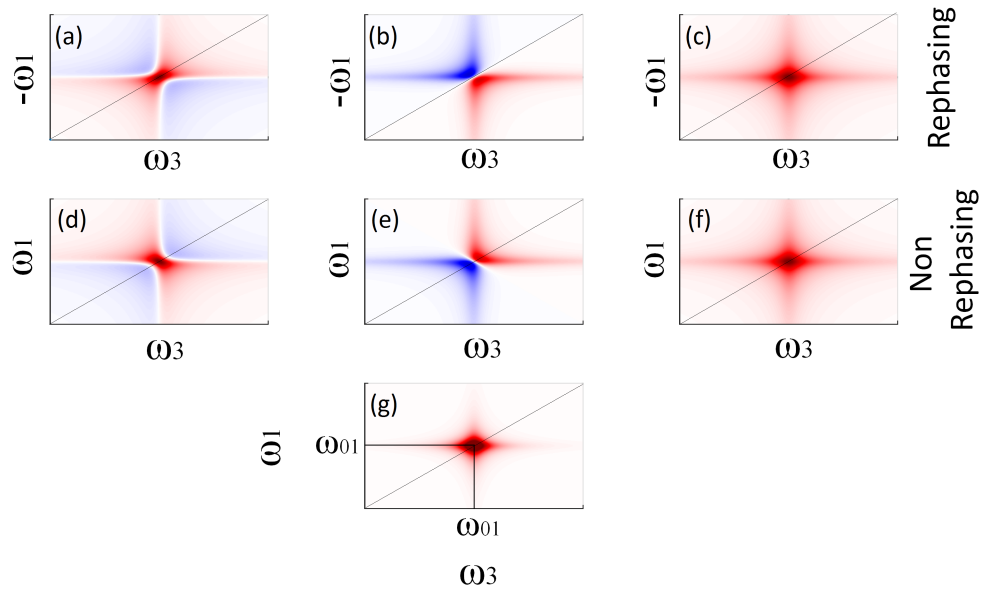 (a)
(b)
(c)
-ω1
-ω1
-ω1
ω3
ω3
ω3
Rephasing
(d)
(e)
(f)
ω1
ω1
ω1
ω3
ω3
ω3
Non
Rephasing
(g)
ω1
ω01
ω01
ω3